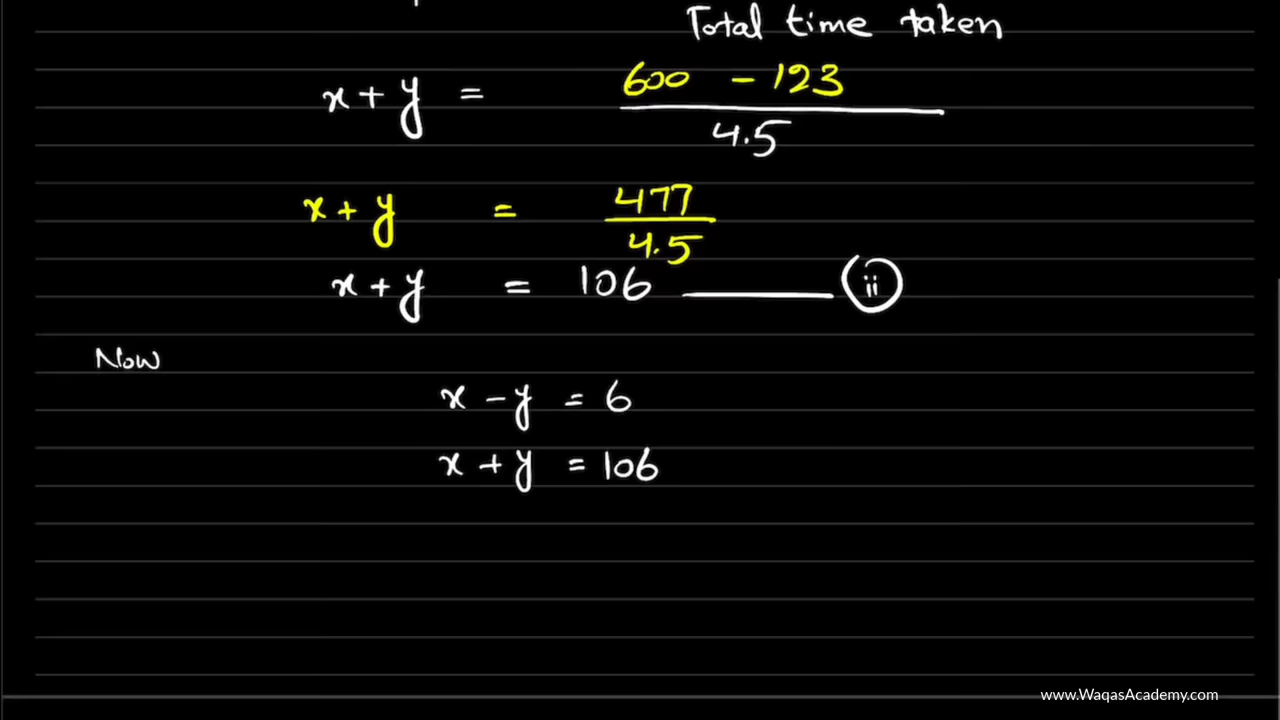 Total time taken
x + y = 600 - 123
4.5
x + y = 477
4.5
x + y = 106 ii
Now
x - y = 6
x + y = 106
www.WaqasAcademy.com